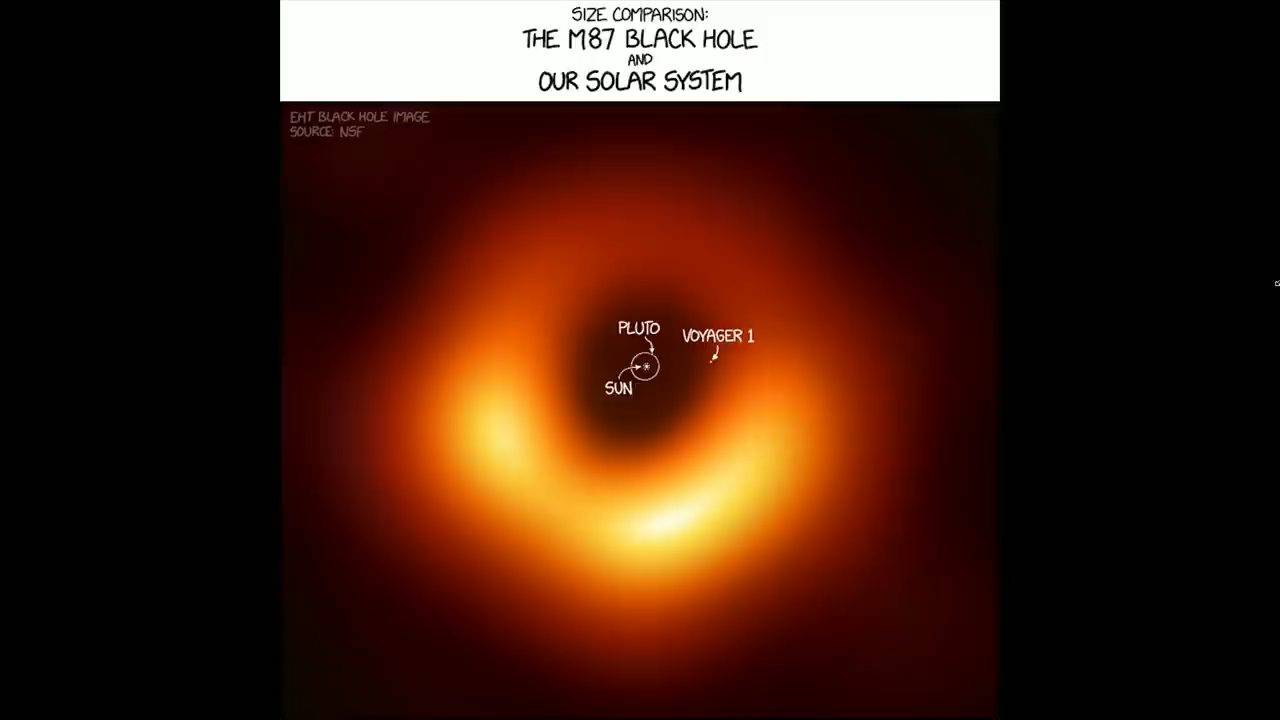 SIZE COMPARISON:
THE M87 BLACK HOLE
AND
OUR SOLAR SYSTEM
EHT BLACK HOLE IMAGE
SOURCE: NSF
PLUTO
VOYAGER 1
SUN